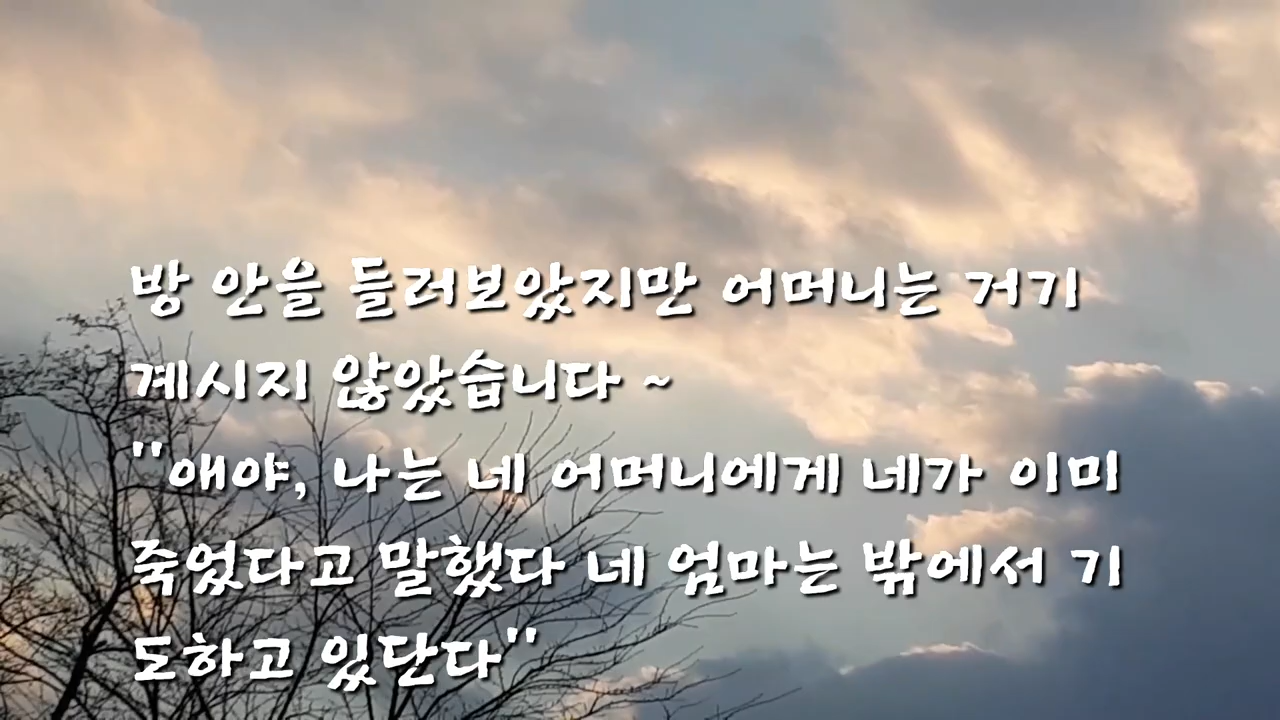 방 안을 들러보았지만 어머니는 거기
계시지 않았습니다 ~
"애야, 나는 네 어머니에게 네가 이미
죽었다고 말했다 네 엄마는 밖에서 기
도하고 있단다"